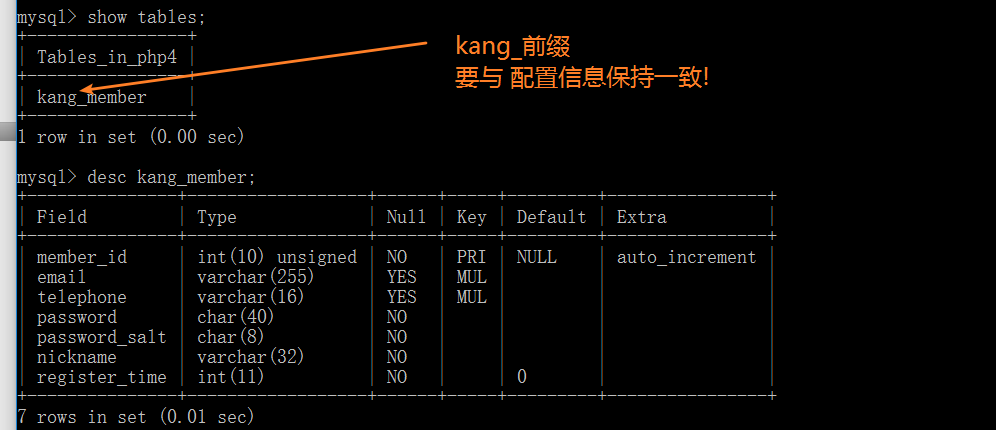 mysql> show tables;
+----------------+
| Tables_in_php4 |
+----------------+
| kang_member    |
+----------------+
1 row in set (0.00 sec)
kang_前缀
要与 配置信息保持一致!
mysql> desc kang_member;
+---------------+------------------+------+-----+---------+----------------+
| Field         | Type             | Null | Key | Default | Extra          |
+---------------+------------------+------+-----+---------+----------------+
| member_id     | int(10) unsigned | NO   | PRI | NULL    | auto_increment |
| email         | varchar(255)     | YES  | MUL |         |                |
| telephone     | varchar(16)      | YES  | MUL |         |                |
| password      | char(40)         | NO   |     |         |                |
| password_salt | char(8)          | NO   |     |         |                |
| nickname      | varchar(32)      | NO   |     |         |                |
| register_time | int(11)          | NO   |     | 0       |                |
+---------------+------------------+------+-----+---------+----------------+
7 rows in set (0.01 sec)